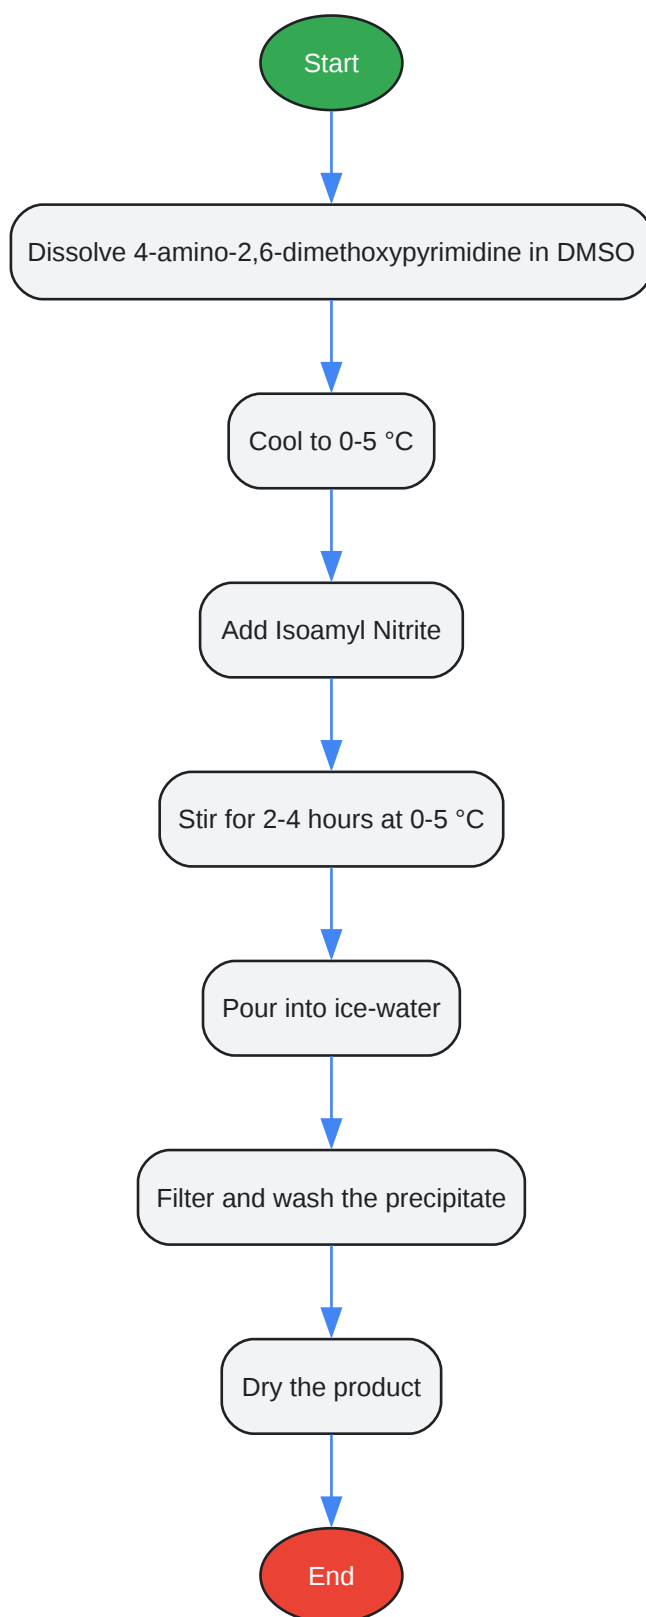 Start
Dissolve 4-amino-2,6-dimethoxypyrimidine in DMSO
Cool to 0-5 °C
Add Isoamyl Nitrite
Stir for 2-4 hours at 0-5 °C
Pour into ice-water
Filter and wash the precipitate
Dry the product
End